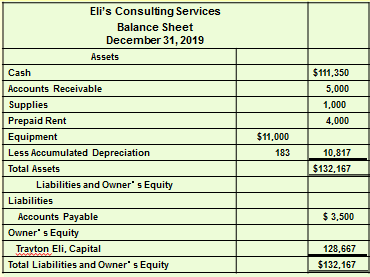 Eli's Consulting Services
Balance Sheet
December 31, 2019
Assets
Cash $111,350
Accounts Receivable 5,000
Supplies 1,000
Prepaid Rent 4,000
Equipment $11,000
Less Accumulated Depreciation 183 10,817
Total Assets $132,167
Liabilities and Owner's Equity
Liabilities
Accounts Payable $ 3,500
Owner's Equity
Trayton Eli, Capital 128,667
Total Liabilities and Owner's Equity $132,167